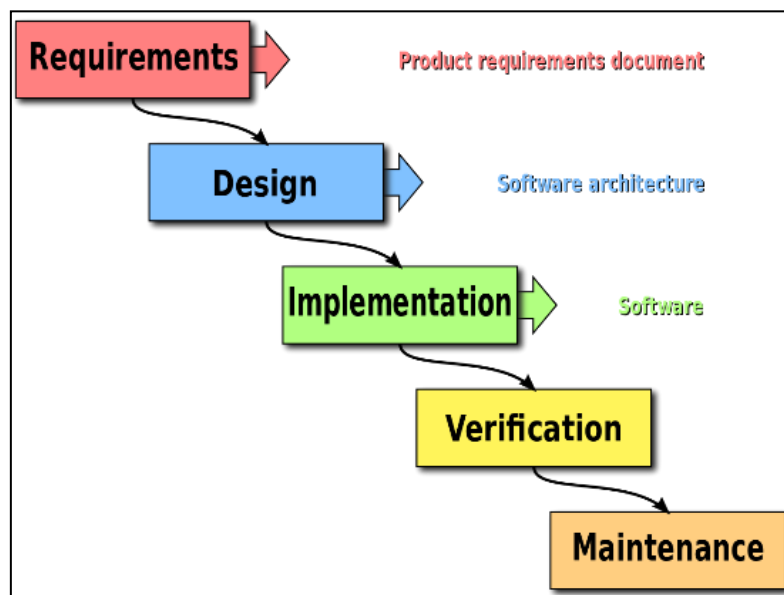 Requirements
Product requirements document
Design
Software architecture
Implementation
Software
Verification
Maintenance